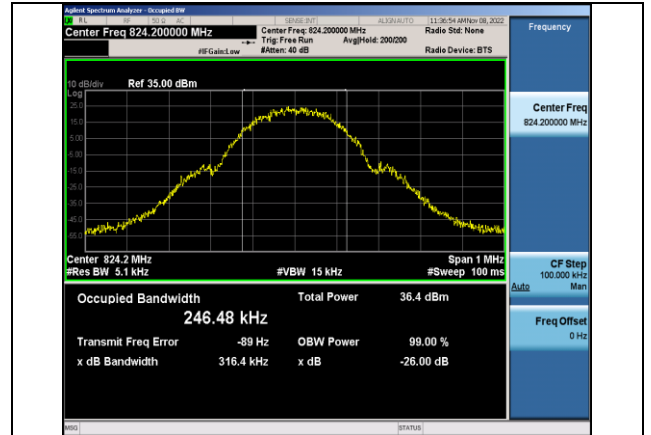 Agilent Spectrum Analyzer - Occupied BW
RL RF 50 Ω AC SENSE:INT ALIGN AUTO 11:36:54 AM Nov 08, 2022
Center Freq 824.200000 MHz
Center Freq: 824.200000 MHz Radio Std: None
Trig: Free Run Avg|Hold: 200/200
#IFGain:Low #Atten: 40 dB Radio Device: BTS
Frequency
10 dB/div Ref 35.00 dBm
Log
25.0
15.0
5.00
-5.00
-15.0
-25.0
-35.0
-45.0
-55.0
Center Freq
824.200000 MHz
Center 824.2 MHz Span 1 MHz
#Res BW 5.1 kHz #VBW 15 kHz #Sweep 100 ms
CF Step
100.000 kHz
Auto Man
Occupied Bandwidth Total Power 36.4 dBm
246.48 kHz
Transmit Freq Error -89 Hz OBW Power 99.00 %
x dB Bandwidth 316.4 kHz x dB -26.00 dB
Freq Offset
0 Hz
MSG STATUS